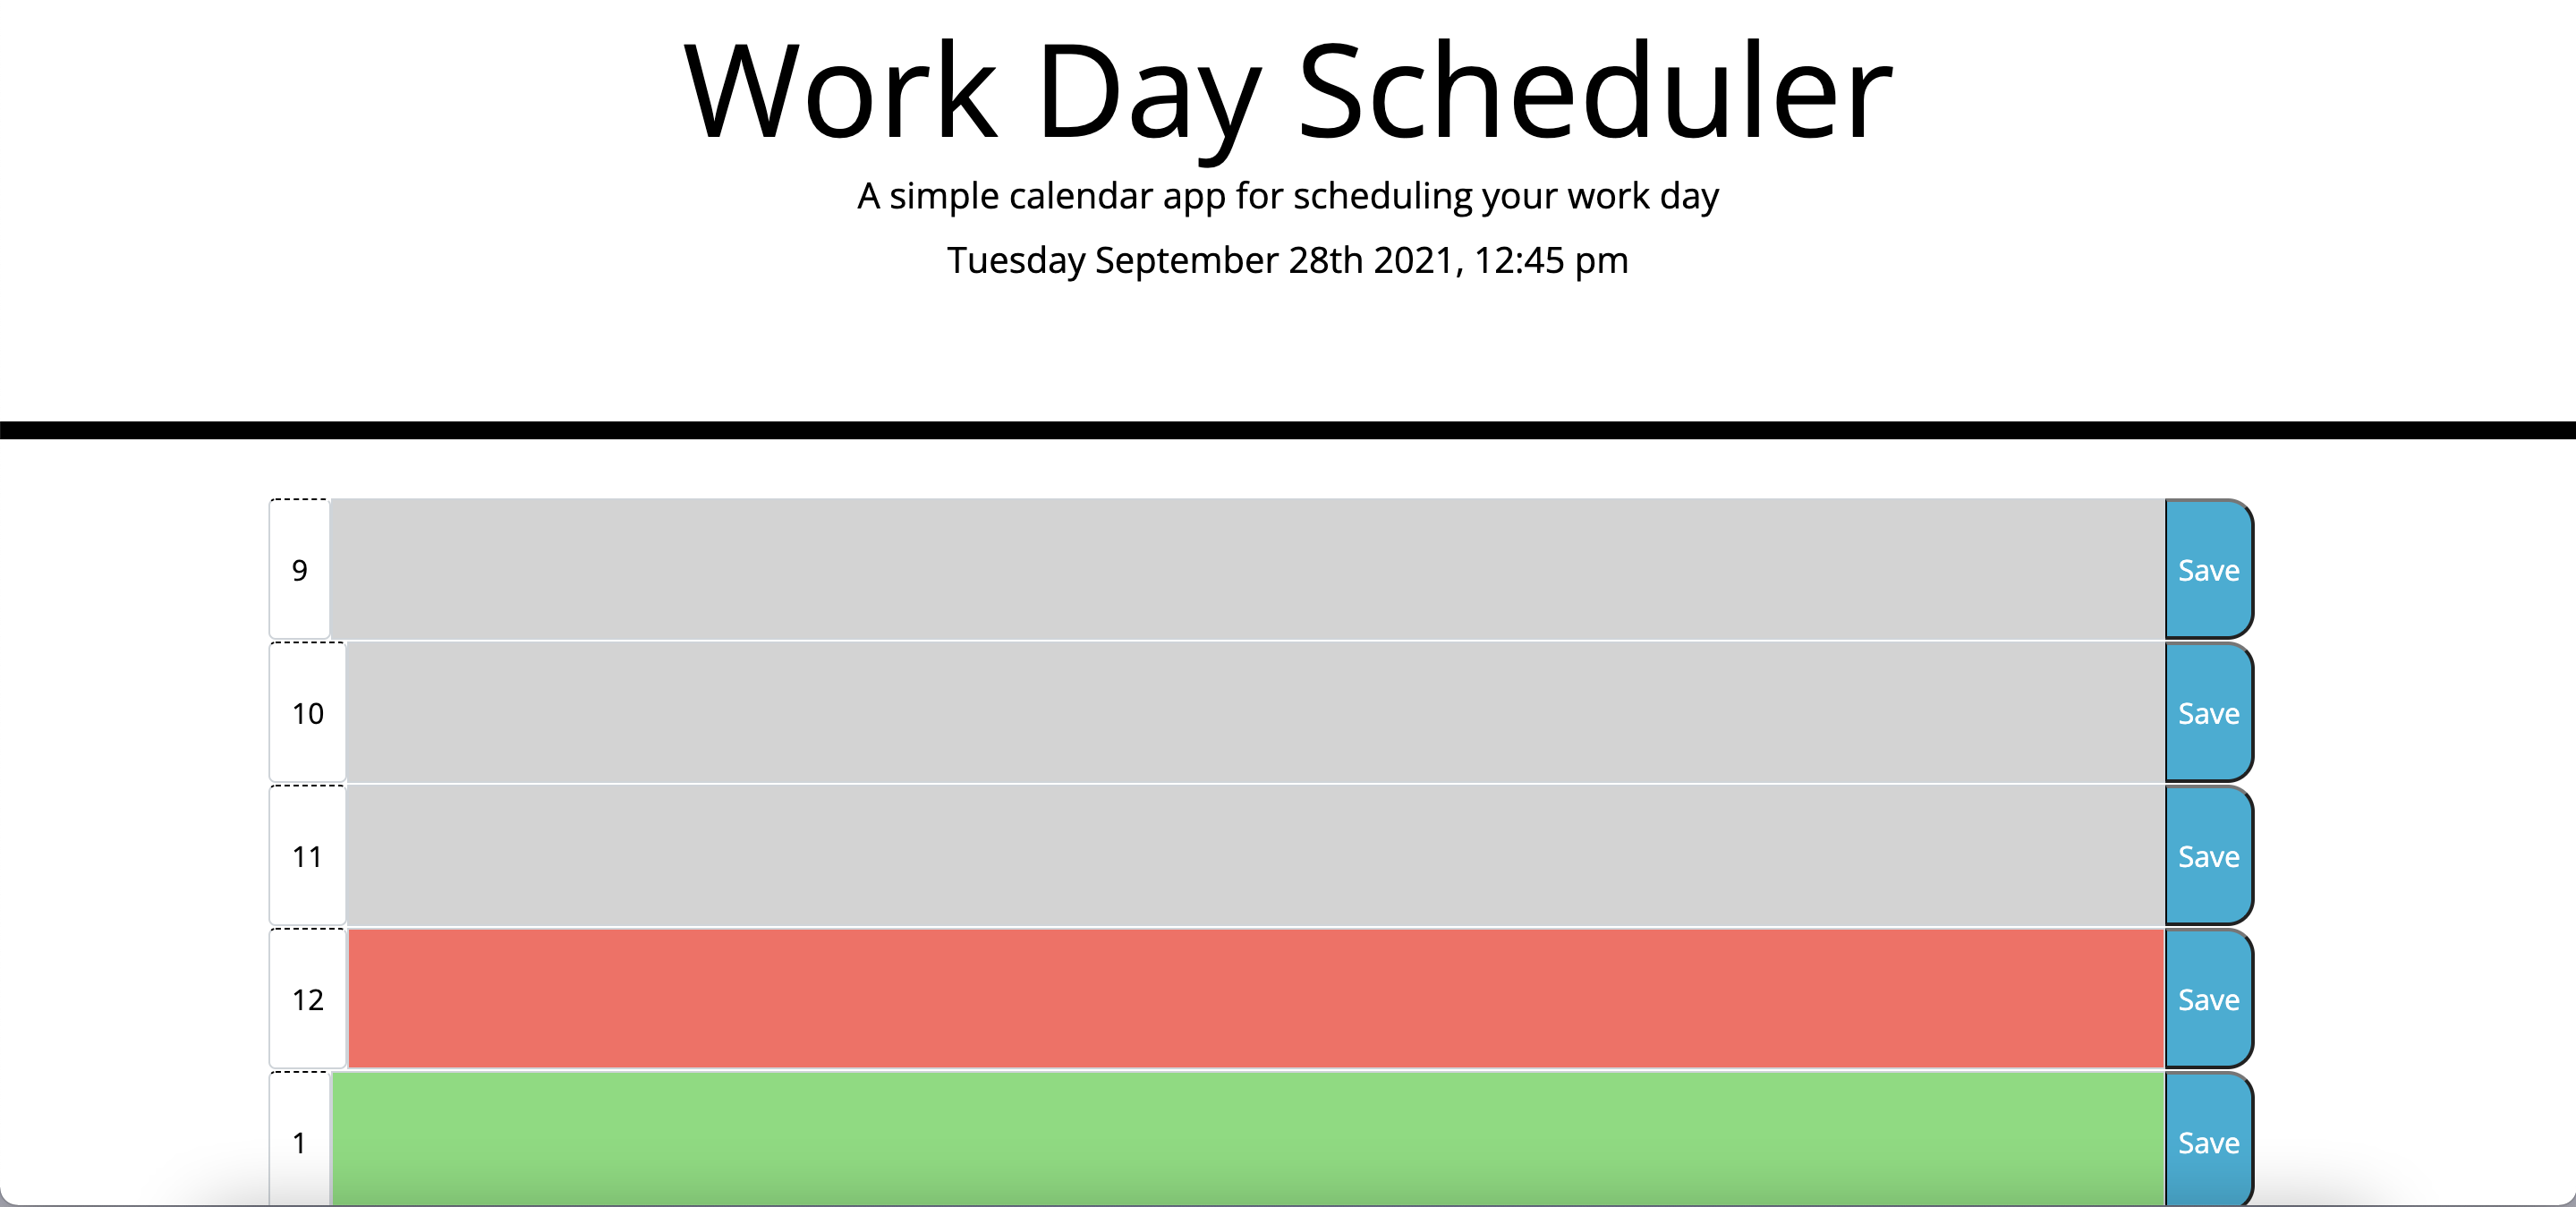 Work Day Scheduler
A simple calendar app for scheduling your work day
Tuesday September 28th 2021, 12:45 pm
9 Save
10 Save
11 Save
12 Save
1 Save